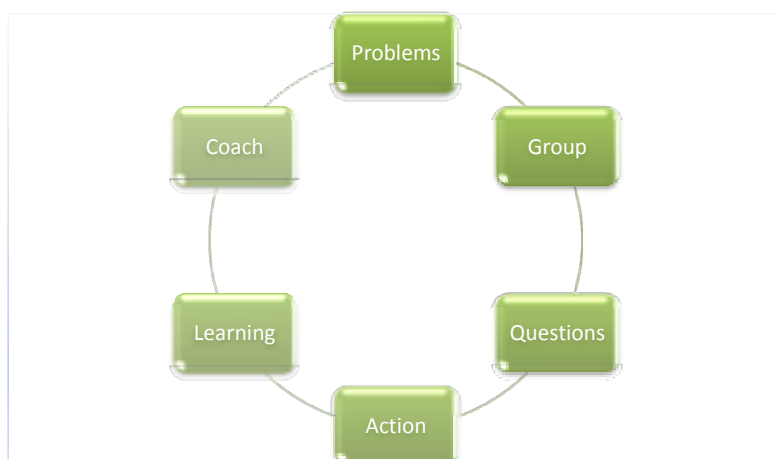 Problems
Group
Questions
Action
Learning
Coach